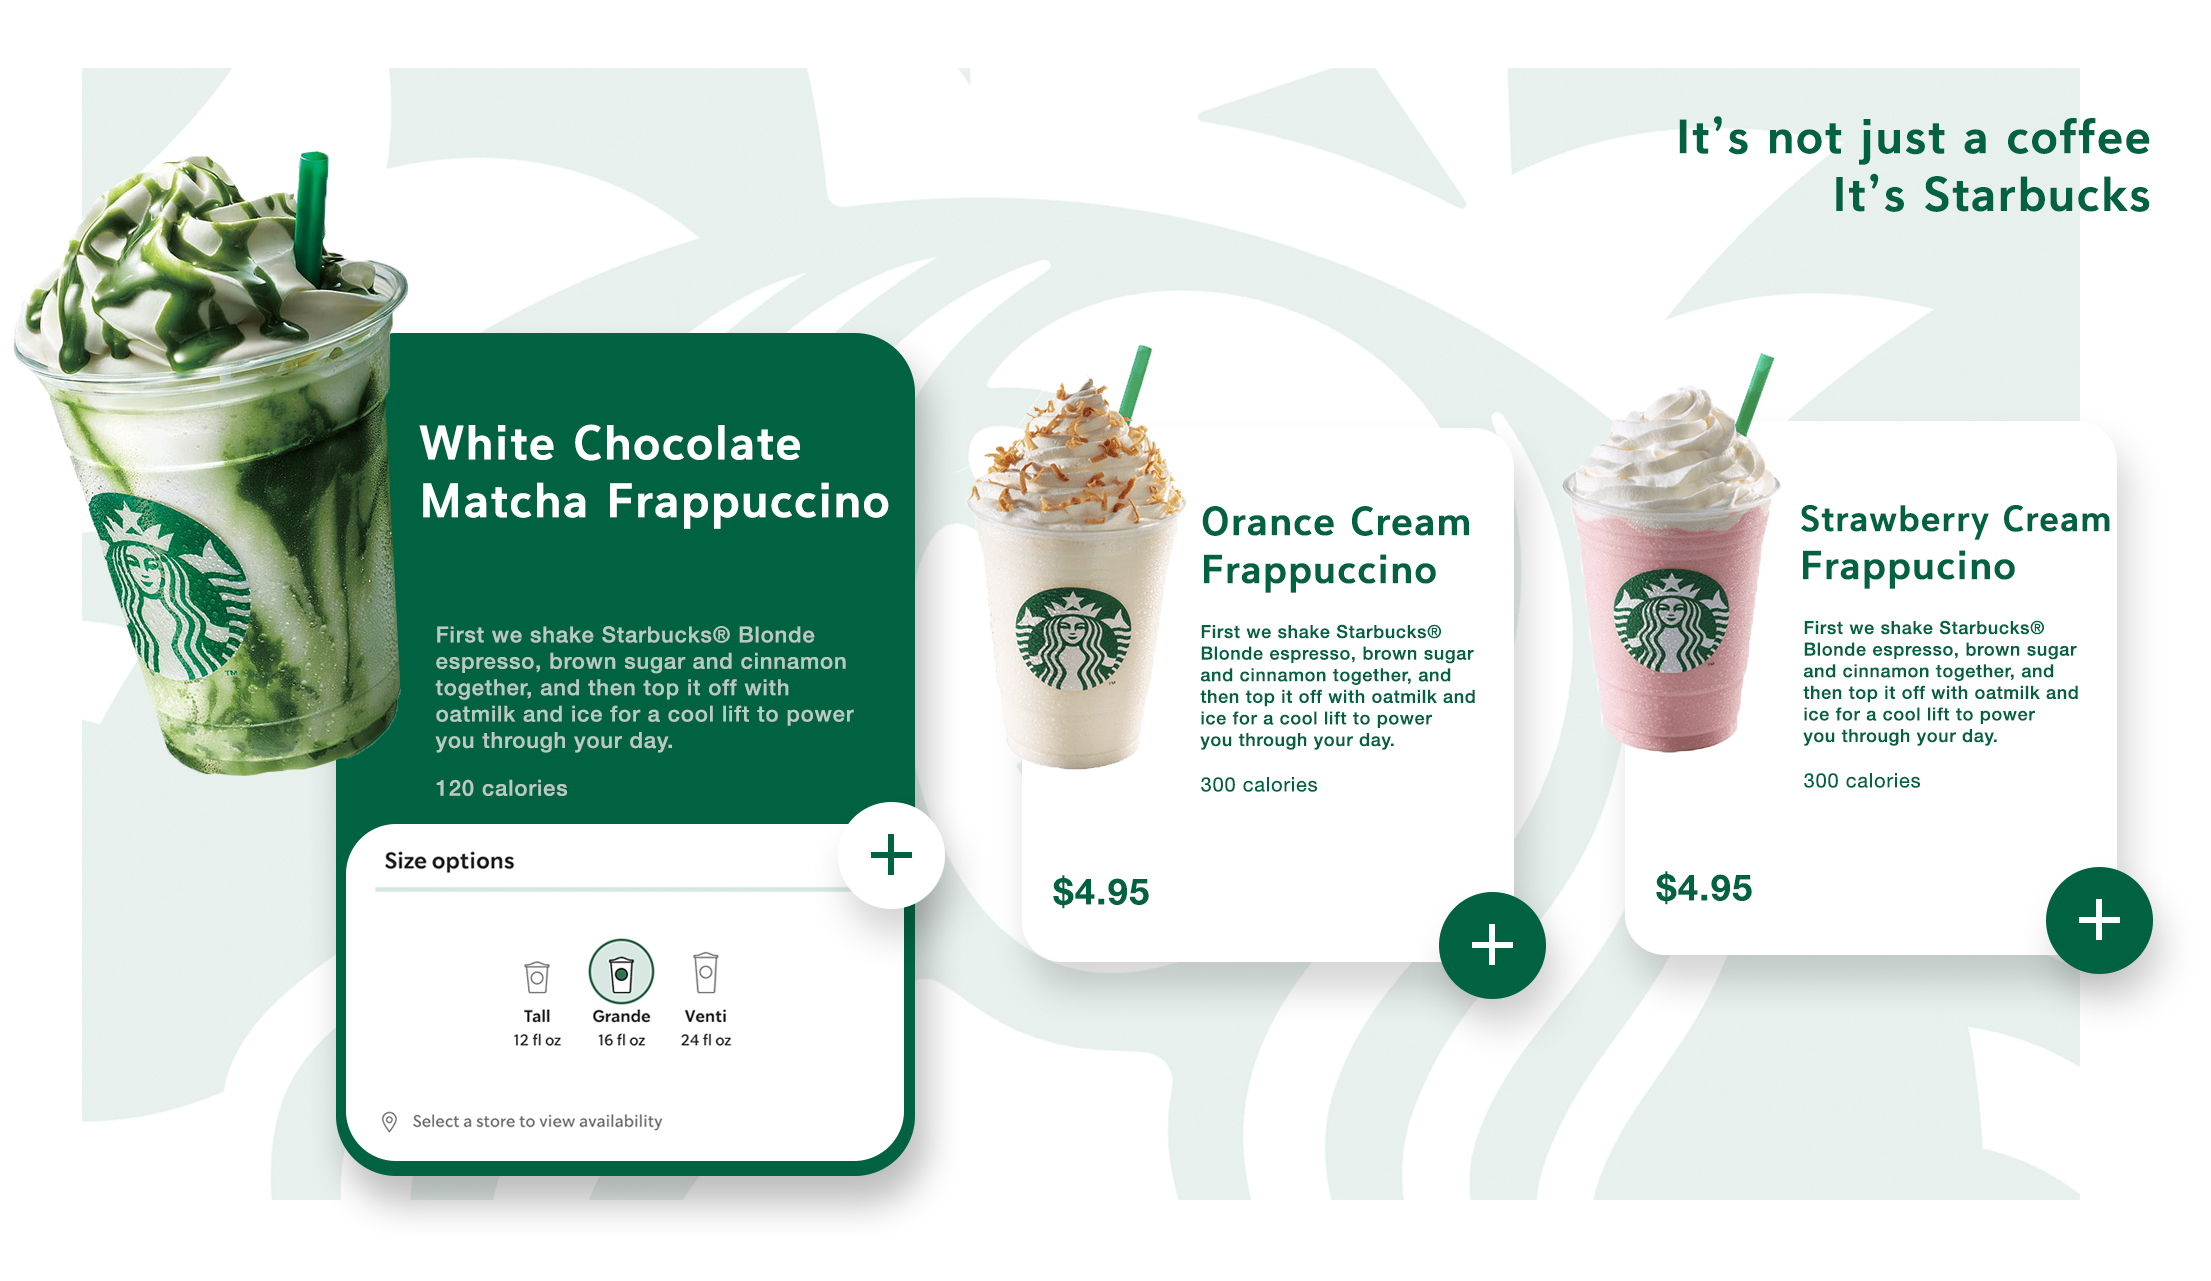 It’s not just a coffee
It’s Starbucks
White Chocolate
Matcha Frappuccino
First we shake Starbucks® Blonde
espresso, brown sugar and cinnamon
together, and then top it off with
oatmilk and ice for a cool lift to power
you through your day.
120 calories
Size options
Tall
12 fl oz
Grande
16 fl oz
Venti
24 fl oz
Select a store to view availability
Orance Cream
Frappuccino
First we shake Starbucks®
Blonde espresso, brown sugar
and cinnamon together, and
then top it off with oatmilk and
ice for a cool lift to power
you through your day.
300 calories
$4.95
Strawberry Cream
Frappucino
First we shake Starbucks®
Blonde espresso, brown sugar
and cinnamon together, and
then top it off with oatmilk and
ice for a cool lift to power
you through your day.
300 calories
$4.95
TM
TM
TM